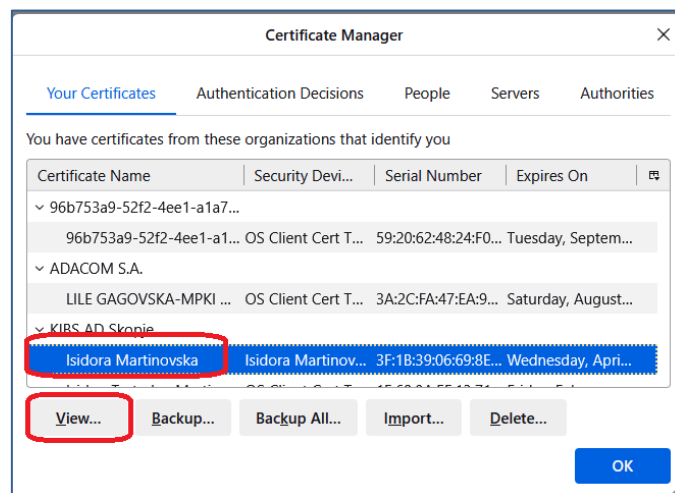 Certificate Manager
Your Certificates Authentication Decisions People Servers Authorities
You have certificates from these organizations that identify you
Certificate Name Security Devi... Serial Number Expires On
96b753a9-52f2-4ee1-a1a7...
96b753a9-52f2-4ee1-a1... OS Client Cert T... 59:20:62:48:24:F0... Tuesday, Septem...
ADACOM S.A.
LILE GAGOVSKA-MPKI ... OS Client Cert T... 3A:2C:FA:47:EA:9... Saturday, August...
KIBS AD Skopje
Isidora Martinovska Isidora Martinov... 3F:1B:39:06:69:8E... Wednesday, Apri...
View... Backup... Backup All... Import... Delete...
OK